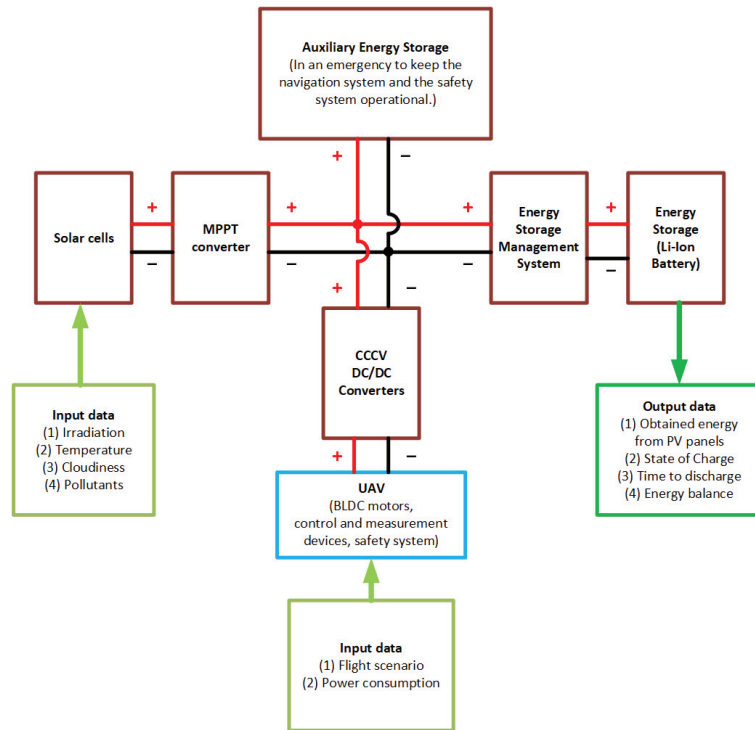 Auxiliary Energy Storage
(In an emergency to keep the
navigation system and the safety
system operational.)
+ −
Solar cells
+
−
MPPT
converter
+
−
+
−
Energy
Storage
Management
System
+
−
Energy
Storage
(Li-Ion
Battery)
+ −
CCCV
DC/DC
Converters
+ −
Input data
(1) Irradiation
(2) Temperature
(3) Cloudiness
(4) Pollutants
UAV
(BLDC motors,
control and measurement
devices, safety system)
Output data
(1) Obtained energy
from PV panels
(2) State of Charge
(3) Time to discharge
(4) Energy balance
Input data
(1) Flight scenario
(2) Power consumption